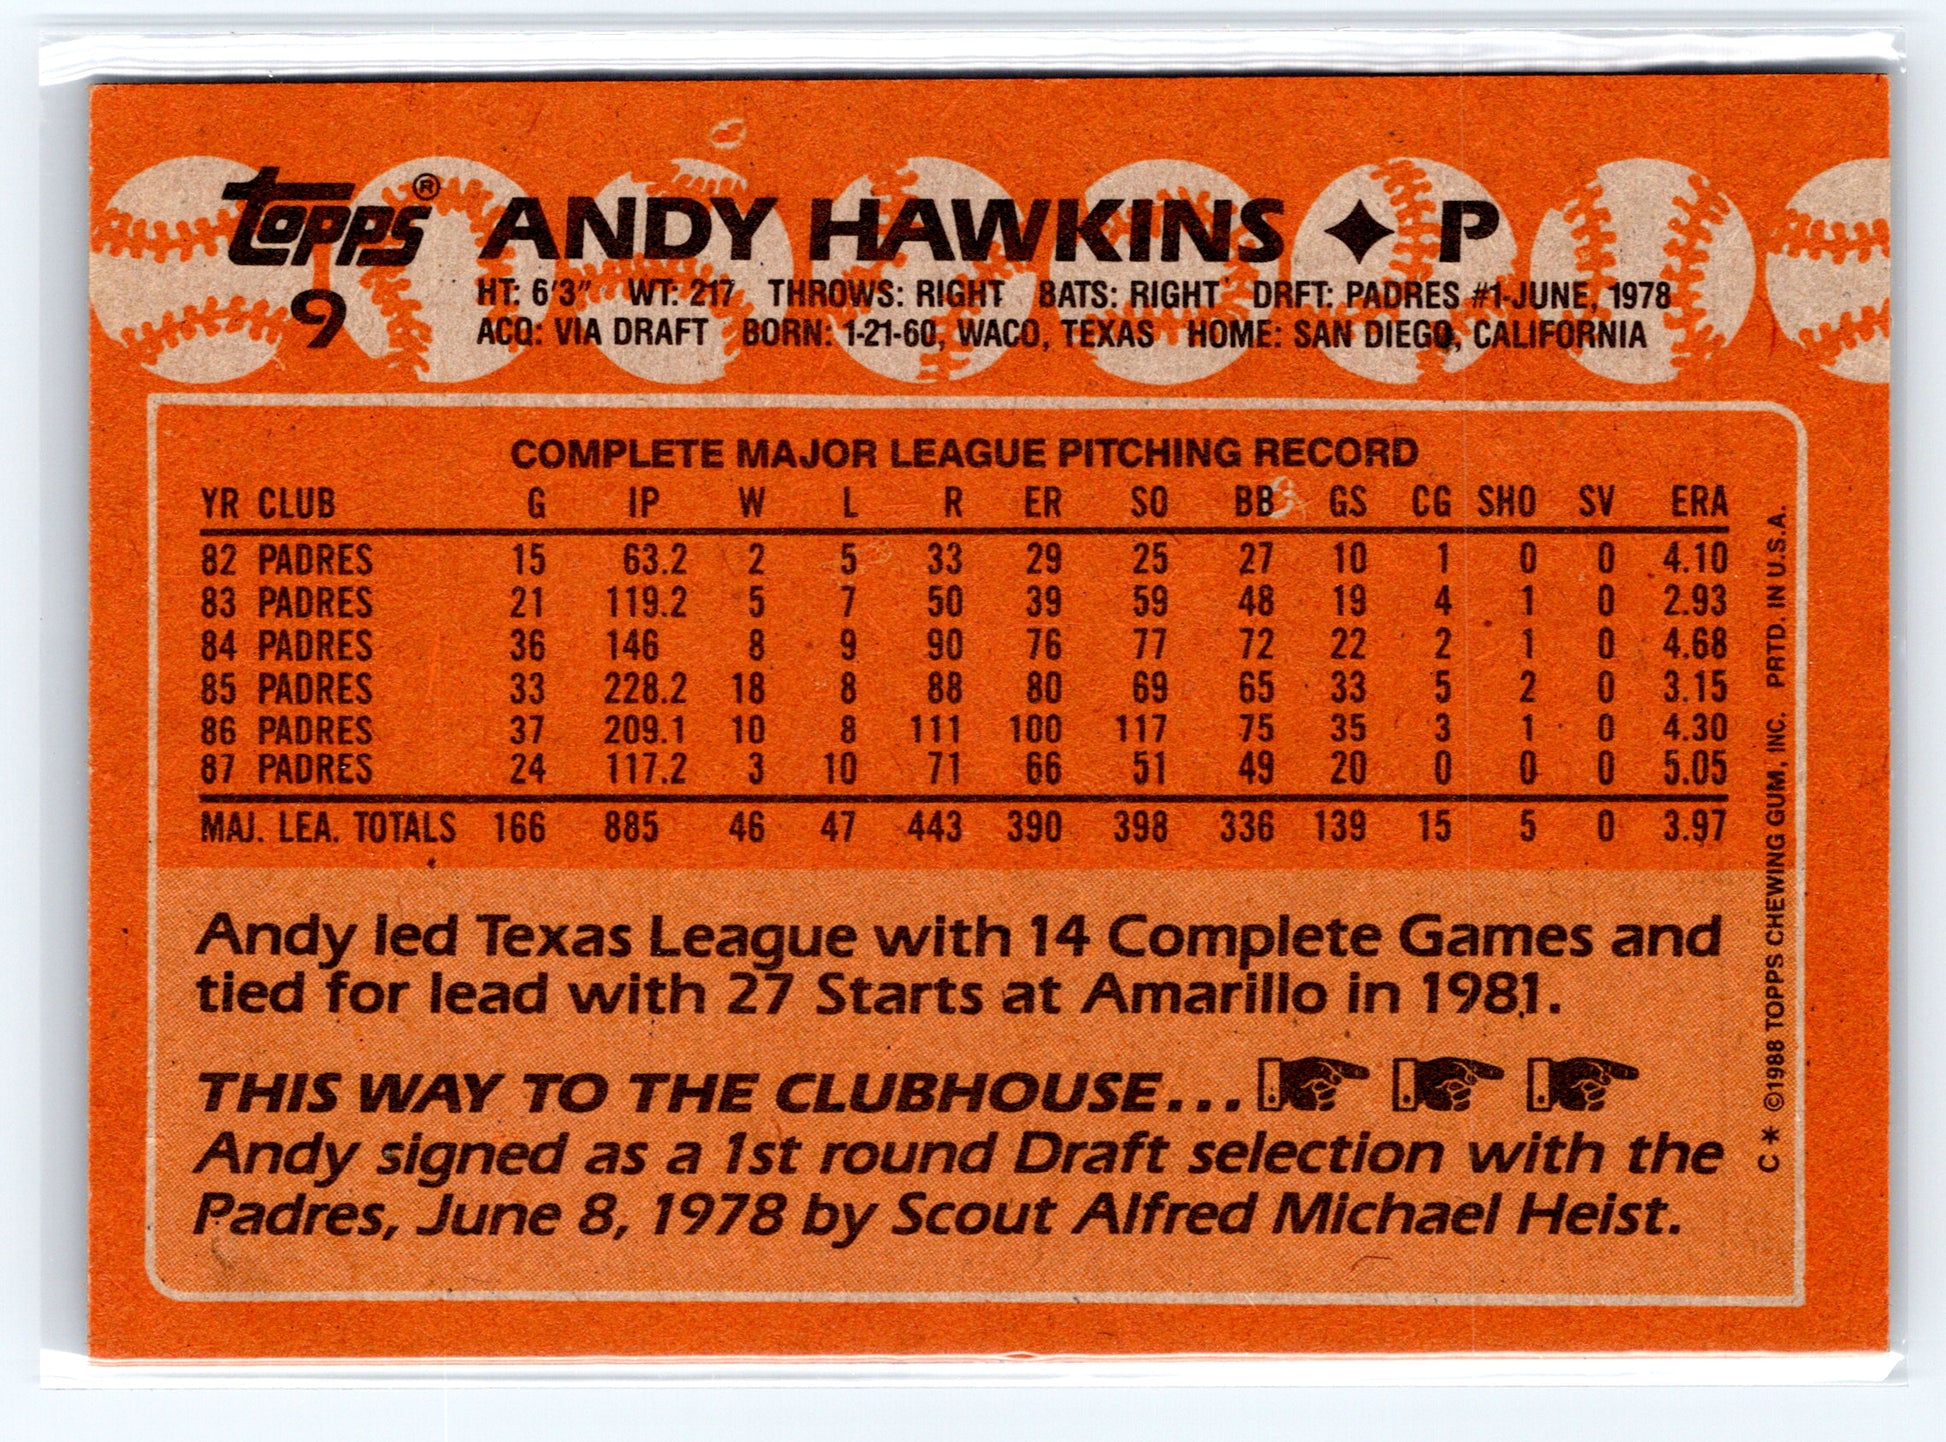 topps® ANDY HAWKINS ✦ P
9
HT: 6'3" WT: 217 THROWS: RIGHT BATS: RIGHT DRFT: PADRES #1-JUNE, 1978
ACQ: VIA DRAFT BORN: 1-21-60, WACO, TEXAS HOME: SAN DIEGO, CALIFORNIA
COMPLETE MAJOR LEAGUE PITCHING RECORD
YR CLUB G IP W L R ER SO BB GS CG SHO SV ERA
82 PADRES 15 63.2 2 5 33 29 25 27 10 1 0 0 4.10
83 PADRES 21 119.2 5 7 50 39 59 48 19 4 1 0 2.93
84 PADRES 36 146 8 9 90 76 77 72 22 2 1 0 4.68
85 PADRES 33 228.2 18 8 88 80 69 65 33 5 2 0 3.15
86 PADRES 37 209.1 10 8 111 100 117 75 35 3 1 0 4.30
87 PADRES 24 117.2 3 10 71 66 51 49 20 0 0 0 5.05
MAJ. LEA. TOTALS 166 885 46 47 443 390 398 336 139 15 5 0 3.97
Andy led Texas League with 14 Complete Games and
tied for lead with 27 Starts at Amarillo in 1981.
THIS WAY TO THE CLUBHOUSE...
Andy signed as a 1st round Draft selection with the
Padres, June 8, 1978 by Scout Alfred Michael Heist.
C* ©1988 TOPPS CHEWING GUM, INC. PRTD. IN U.S.A.